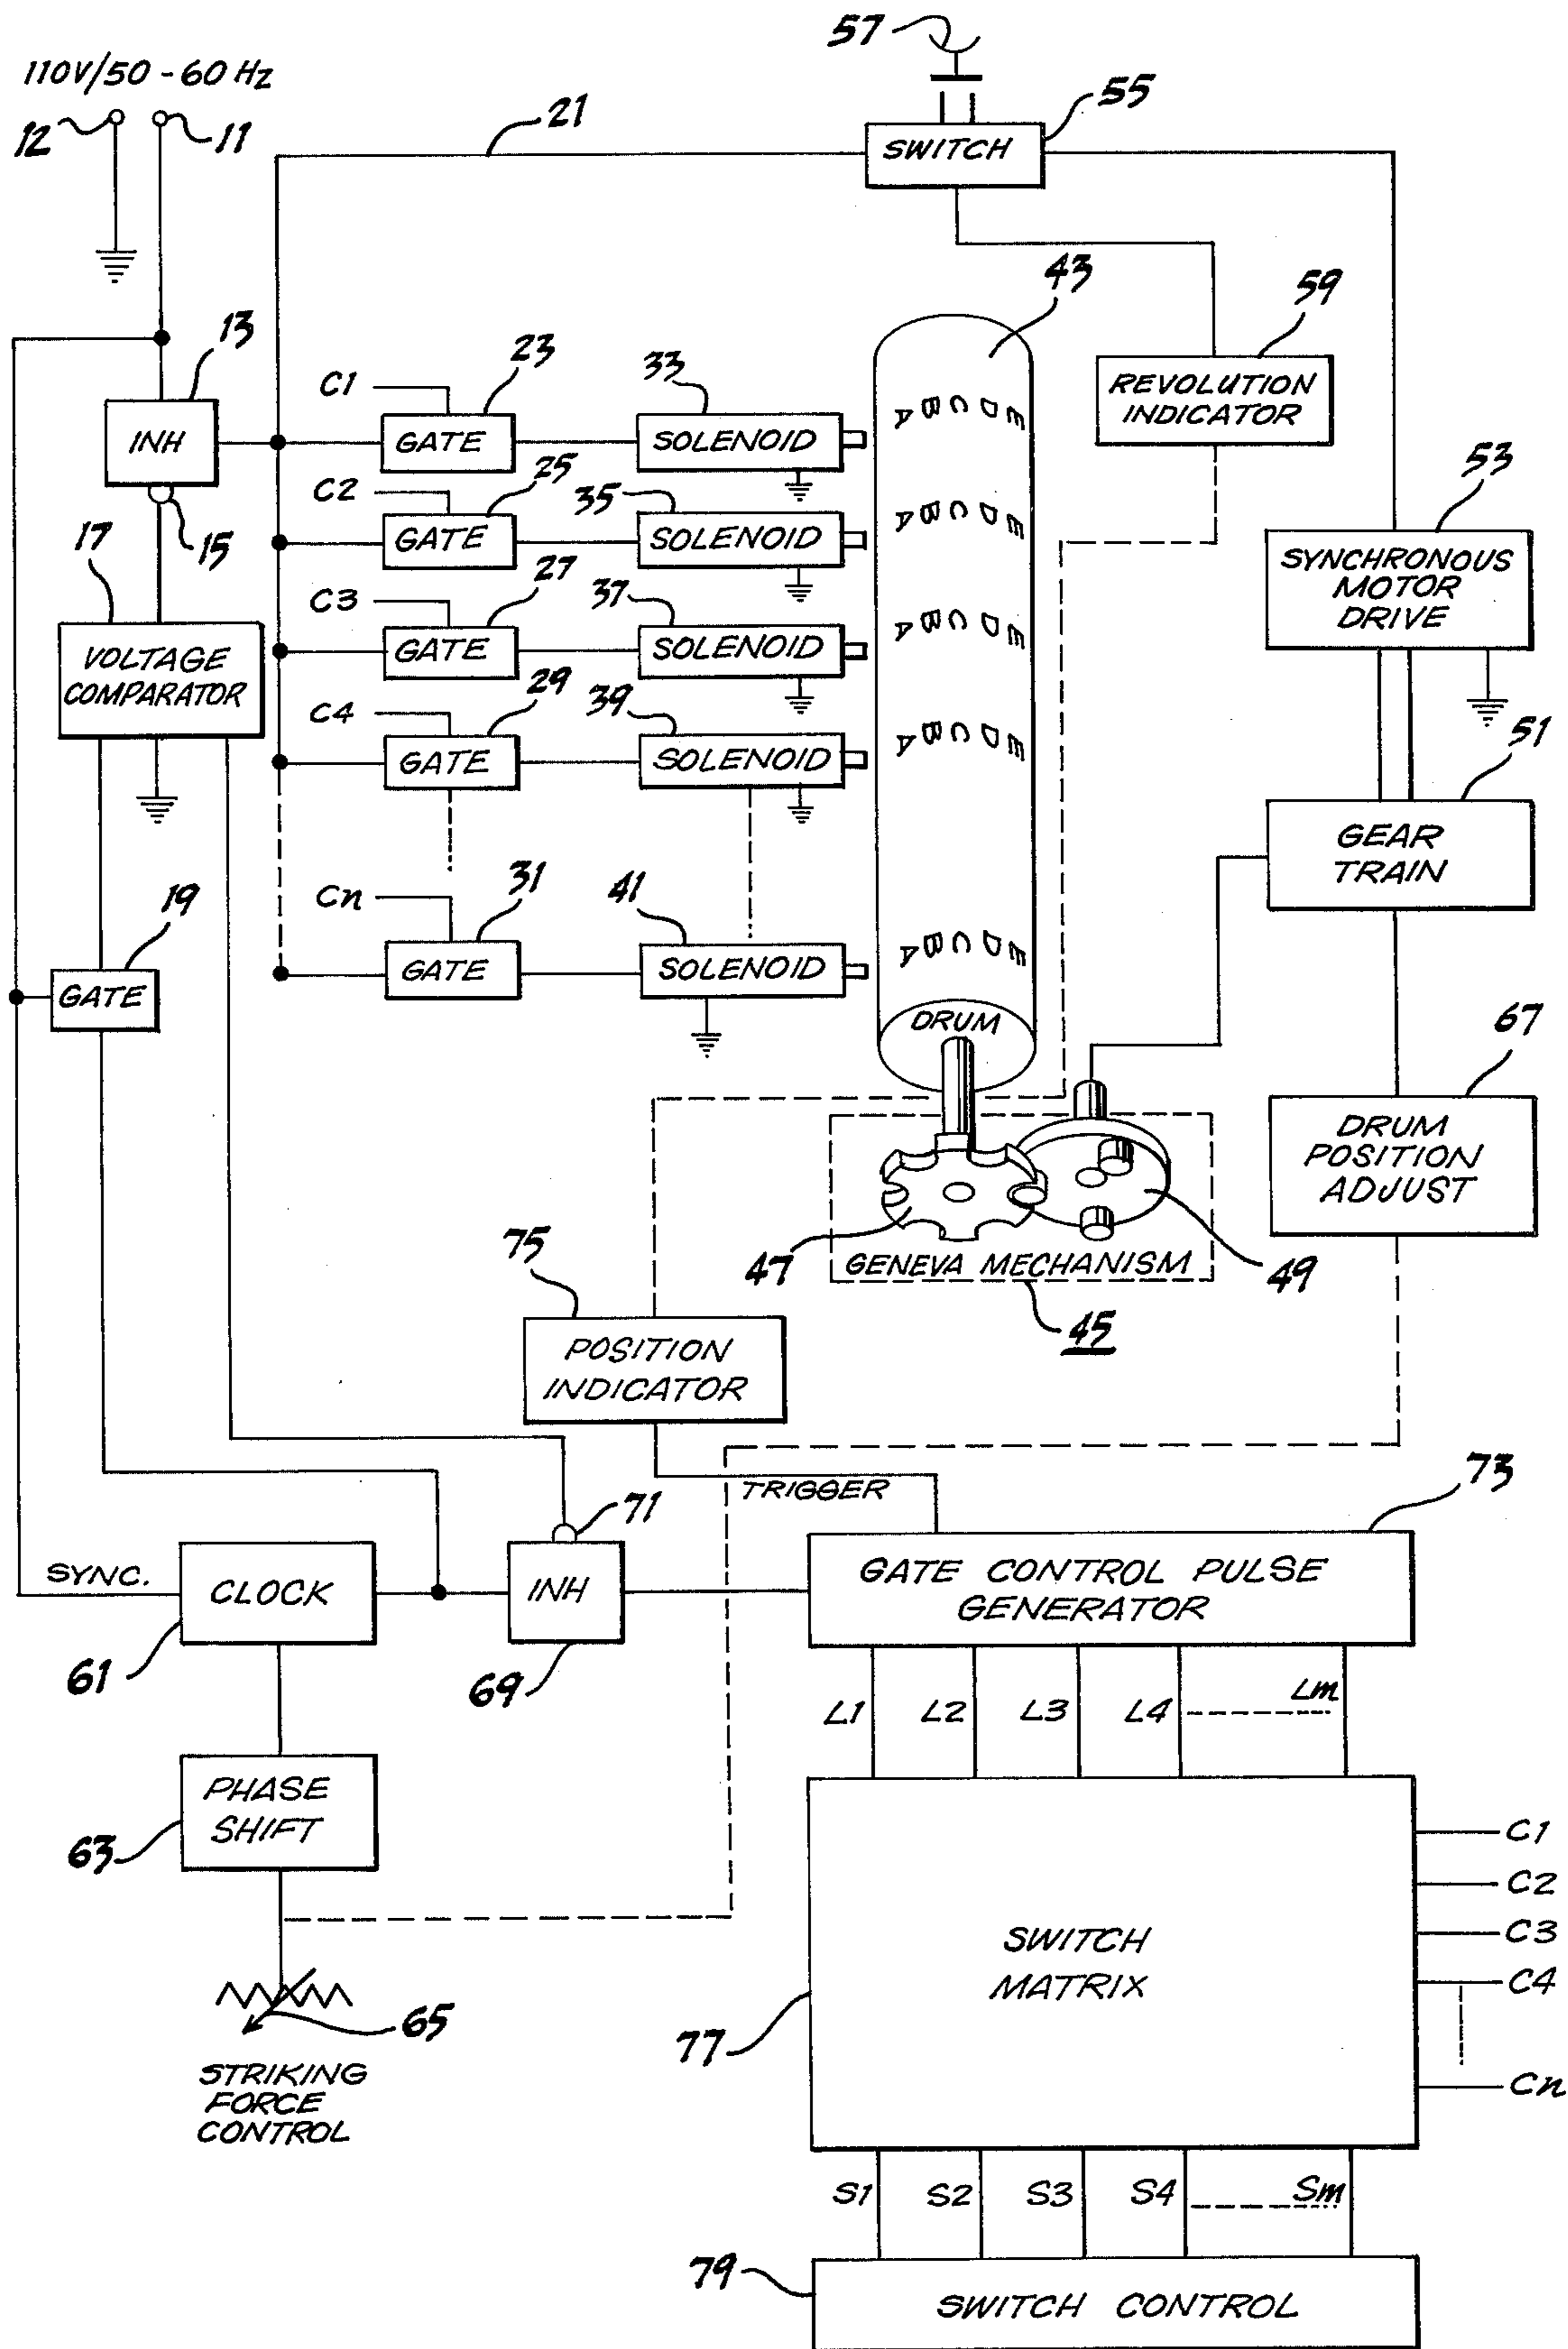 110V/50-60 Hz
12
11
57
55
SWITCH
21
43
59
REVOLUTION
INDICATOR
13
INH
15
C1
23
GATE
33
SOLENOID
E D C B A
C2
25
GATE
35
SOLENOID
E D C B A
C3
27
GATE
37
SOLENOID
E D C B A
C4
29
GATE
39
SOLENOID
E D C B A
Cn
31
GATE
41
SOLENOID
E D C B A
DRUM
17
VOLTAGE
COMPARATOR
19
GATE
53
SYNCHRONOUS
MOTOR
DRIVE
51
GEAR
TRAIN
67
DRUM
POSITION
ADJUST
47
GENEVA MECHANISM
49
45
75
POSITION
INDICATOR
TRIGGER
73
GATE CONTROL PULSE
GENERATOR
SYNC.
CLOCK
61
71
INH
69
PHASE
SHIFT
63
65
STRIKING
FORCE
CONTROL
L1 L2 L3 L4 Lm
SWITCH
MATRIX
77
C1
C2
C3
C4
Cn
S1 S2 S3 S4 Sm
79
SWITCH CONTROL